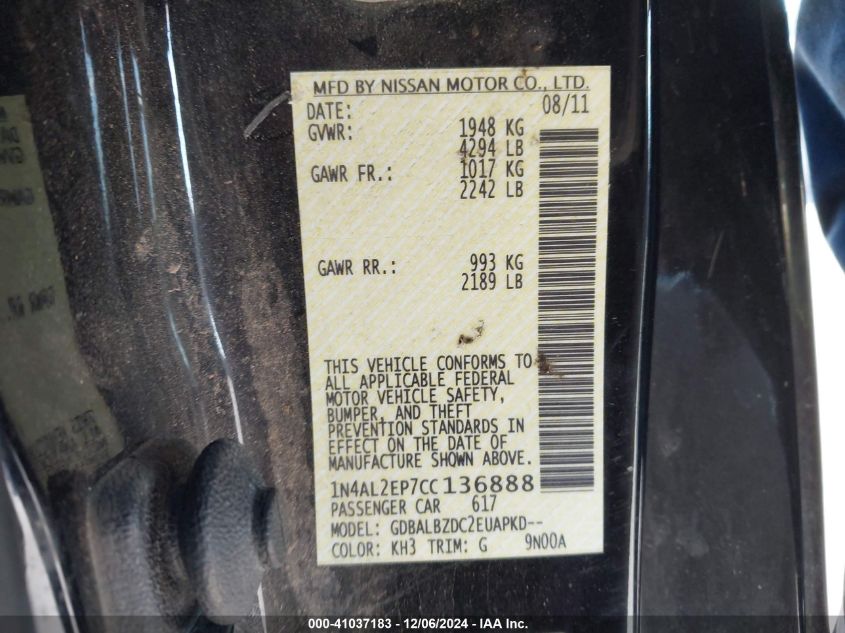 MFD BY NISSAN MOTOR CO., LTD.
DATE: 08/11
GVWR: 1948 KG
4294 LB
GAWR FR.: 1017 KG
2242 LB
GAWR RR.: 993 KG
2189 LB
THIS VEHICLE CONFORMS TO
ALL APPLICABLE FEDERAL
MOTOR VEHICLE SAFETY,
BUMPER, AND THEFT
PREVENTION STANDARDS IN
EFFECT ON THE DATE OF
MANUFACTURE SHOWN ABOVE.
1N4AL2EP7CC136888
PASSENGER CAR 617
MODEL: GDBALBZDC2EUAPKD--
COLOR: KH3 TRIM: G 9N00A
000-41037183 - 12/06/2024 - IAA Inc.